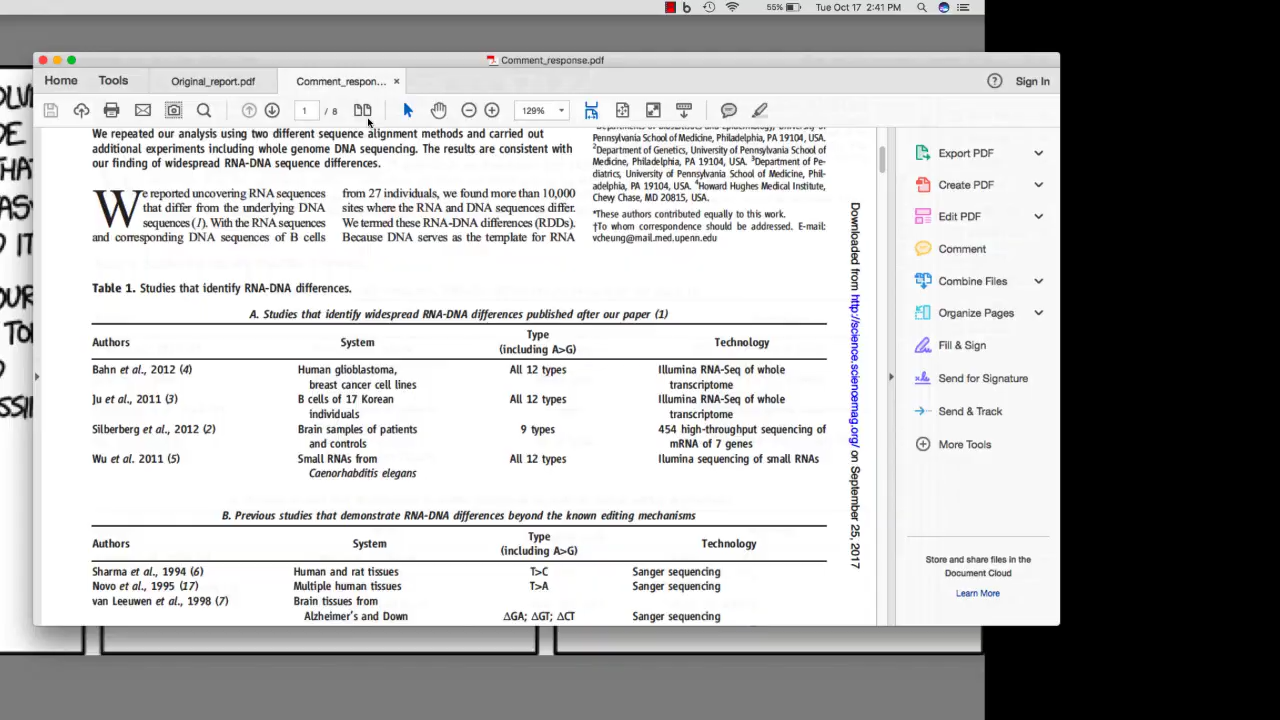 55% Tue Oct 17 2:41 PM
Comment_response.pdf
Home Tools Original_report.pdf Comment_respon... × Sign In
1 / 8 129%
We repeated our analysis using two different sequence alignment methods and carried out
additional experiments including whole genome DNA sequencing. The results are consistent with
our finding of widespread RNA-DNA sequence differences.
We reported uncovering RNA sequences
that differ from the underlying DNA
sequences (1). With the RNA sequences
and corresponding DNA sequences of B cells
from 27 individuals, we found more than 10,000
sites where the RNA and DNA sequences differ.
We termed these RNA-DNA differences (RDDs).
Because DNA serves as the template for RNA
Departments of Biostatistics and Epidemiology, University of
Pennsylvania School of Medicine, Philadelphia, PA 19104, USA.
2Department of Genetics, University of Pennsylvania School of
Medicine, Philadelphia, PA 19104, USA. 3Department of Pe-
diatrics, University of Pennsylvania School of Medicine, Phil-
adelphia, PA 19104, USA. 4Howard Hughes Medical Institute,
Chevy Chase, MD 20815, USA.
*These authors contributed equally to this work.
†To whom correspondence should be addressed. E-mail:
vcheung@mail.med.upenn.edu
Table 1. Studies that identify RNA-DNA differences.
A. Studies that identify widespread RNA-DNA differences published after our paper (1)
Authors System Type (including A>G) Technology
Bahn et al., 2012 (4) Human glioblastoma, All 12 types Illumina RNA-Seq of whole
breast cancer cell lines transcriptome
Ju et al., 2011 (3) B cells of 17 Korean All 12 types Illumina RNA-Seq of whole
individuals transcriptome
Silberberg et al., 2012 (2) Brain samples of patients 9 types 454 high-throughput sequencing of
and controls mRNA of 7 genes
Wu et al. 2011 (5) Small RNAs from All 12 types Ilumina sequencing of small RNAs
Caenorhabditis elegans
B. Previous studies that demonstrate RNA-DNA differences beyond the known editing mechanisms
Authors System Type (including A>G) Technology
Sharma et al., 1994 (6) Human and rat tissues T>C Sanger sequencing
Novo et al., 1995 (17) Multiple human tissues T>A Sanger sequencing
van Leeuwen et al., 1998 (7) Brain tissues from
Alzheimer's and Down ΔGA; ΔGT; ΔCT Sanger sequencing
Downloaded from http://science.sciencemag.org/ on September 25, 2017
Export PDF
Create PDF
Edit PDF
Comment
Combine Files
Organize Pages
Fill & Sign
Send for Signature
Send & Track
More Tools
Store and share files in the
Document Cloud
Learn More